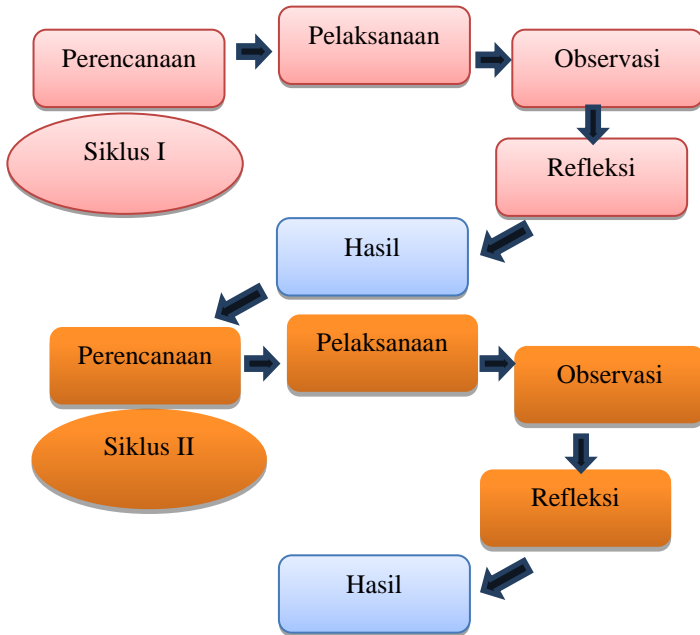 Perencanaan
Pelaksanaan
Observasi
Siklus I
Refleksi
Hasil
Perencanaan
Pelaksanaan
Observasi
Siklus II
Refleksi
Hasil